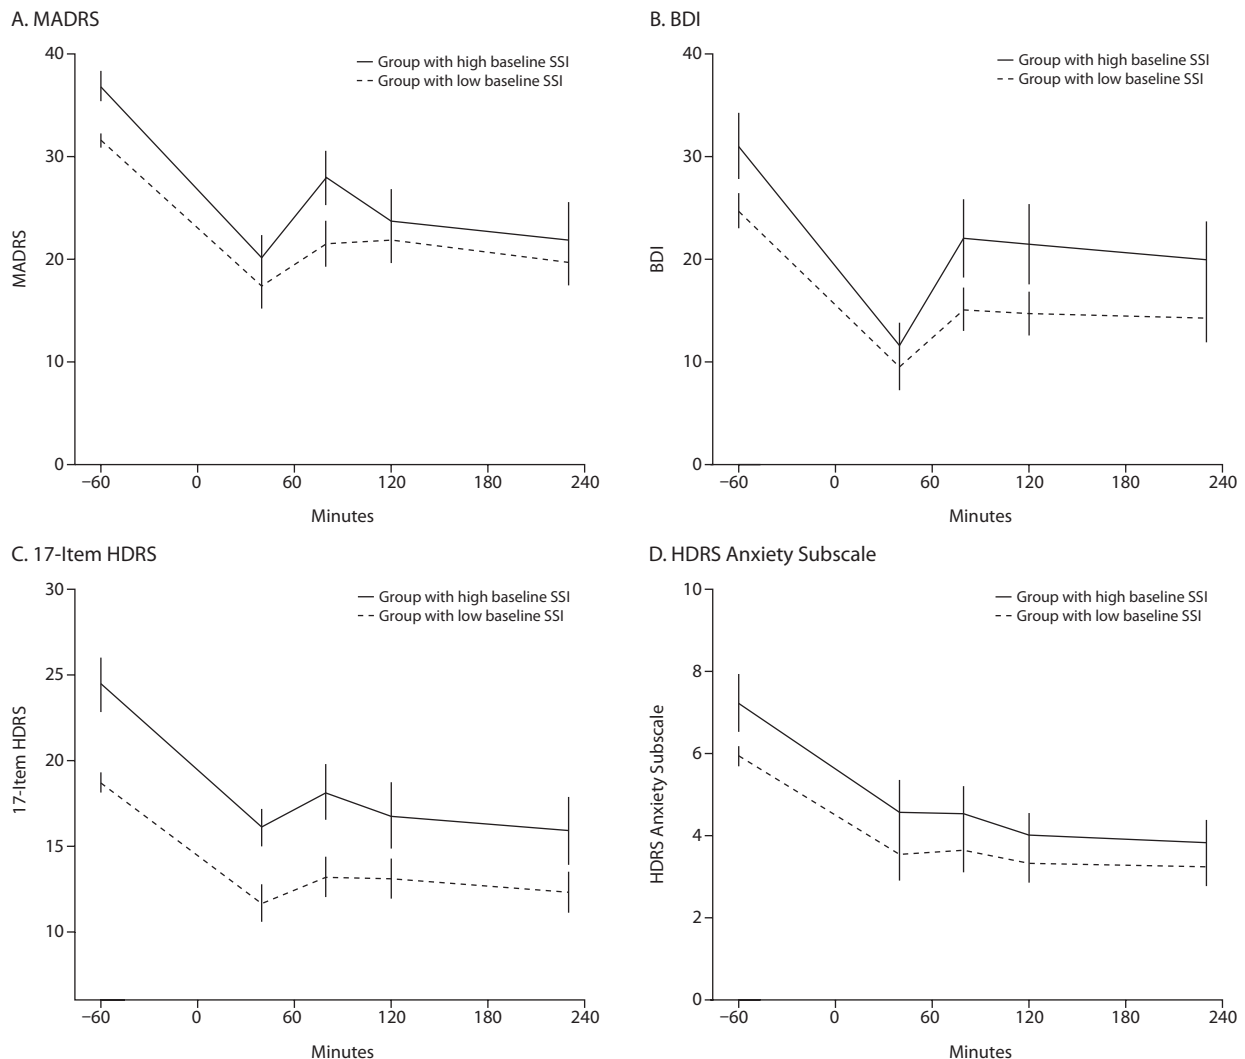 A. MADRS
40
30
20
10
0
MADRS
Group with high baseline SSI
Group with low baseline SSI
−60 0 60 120 180 240
Minutes
B. BDI
40
30
20
10
0
BDI
Group with high baseline SSI
Group with low baseline SSI
−60 0 60 120 180 240
Minutes
C. 17-Item HDRS
30
25
20
15
10
17-Item HDRS
Group with high baseline SSI
Group with low baseline SSI
−60 0 60 120 180 240
Minutes
D. HDRS Anxiety Subscale
10
8
6
4
2
0
HDRS Anxiety Subscale
Group with high baseline SSI
Group with low baseline SSI
−60 0 60 120 180 240
Minutes